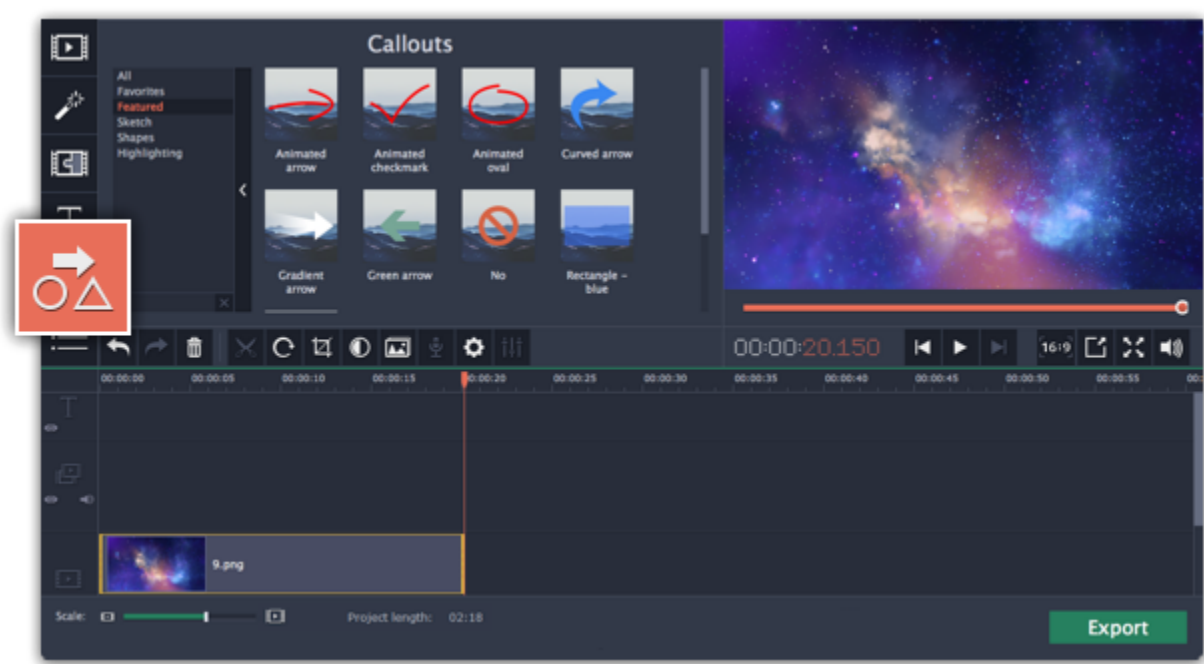 Callouts
All
Favorites
Featured
Sketch
Shapes
Highlighting
Animated
arrow
Animated
checkmark
Animated
oval
Curved arrow
Gradient
arrow
Green arrow
No
Rectangle –
blue
T
00:00:20.150
16:9
00:00:00
00:00:05
00:00:10
00:00:15
00:00:20
00:00:25
00:00:30
00:00:35
00:00:40
00:00:45
00:00:50
00:00:55
T
9.png
Scale:
Project length: 02:18
Export